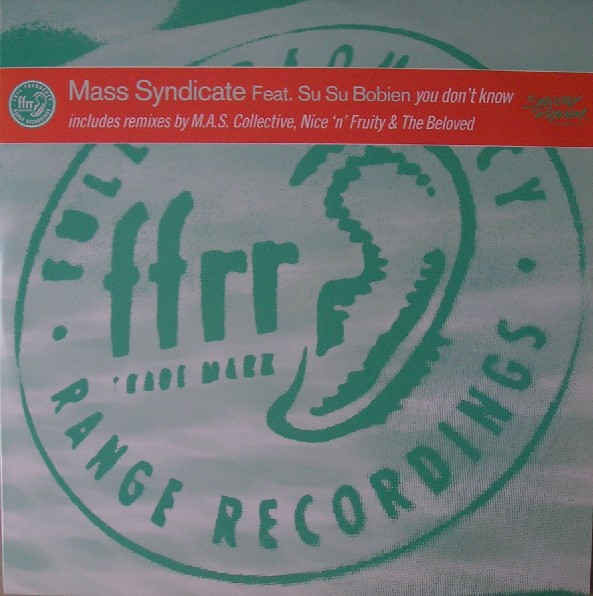 Mass Syndicate Feat. Su Su Bobien you don't know
includes remixes by M.A.S. Collective, Nice 'n' Fruity & The Beloved
ffrr
ffrr
TRADE MARK
RANGE RECORDINGS